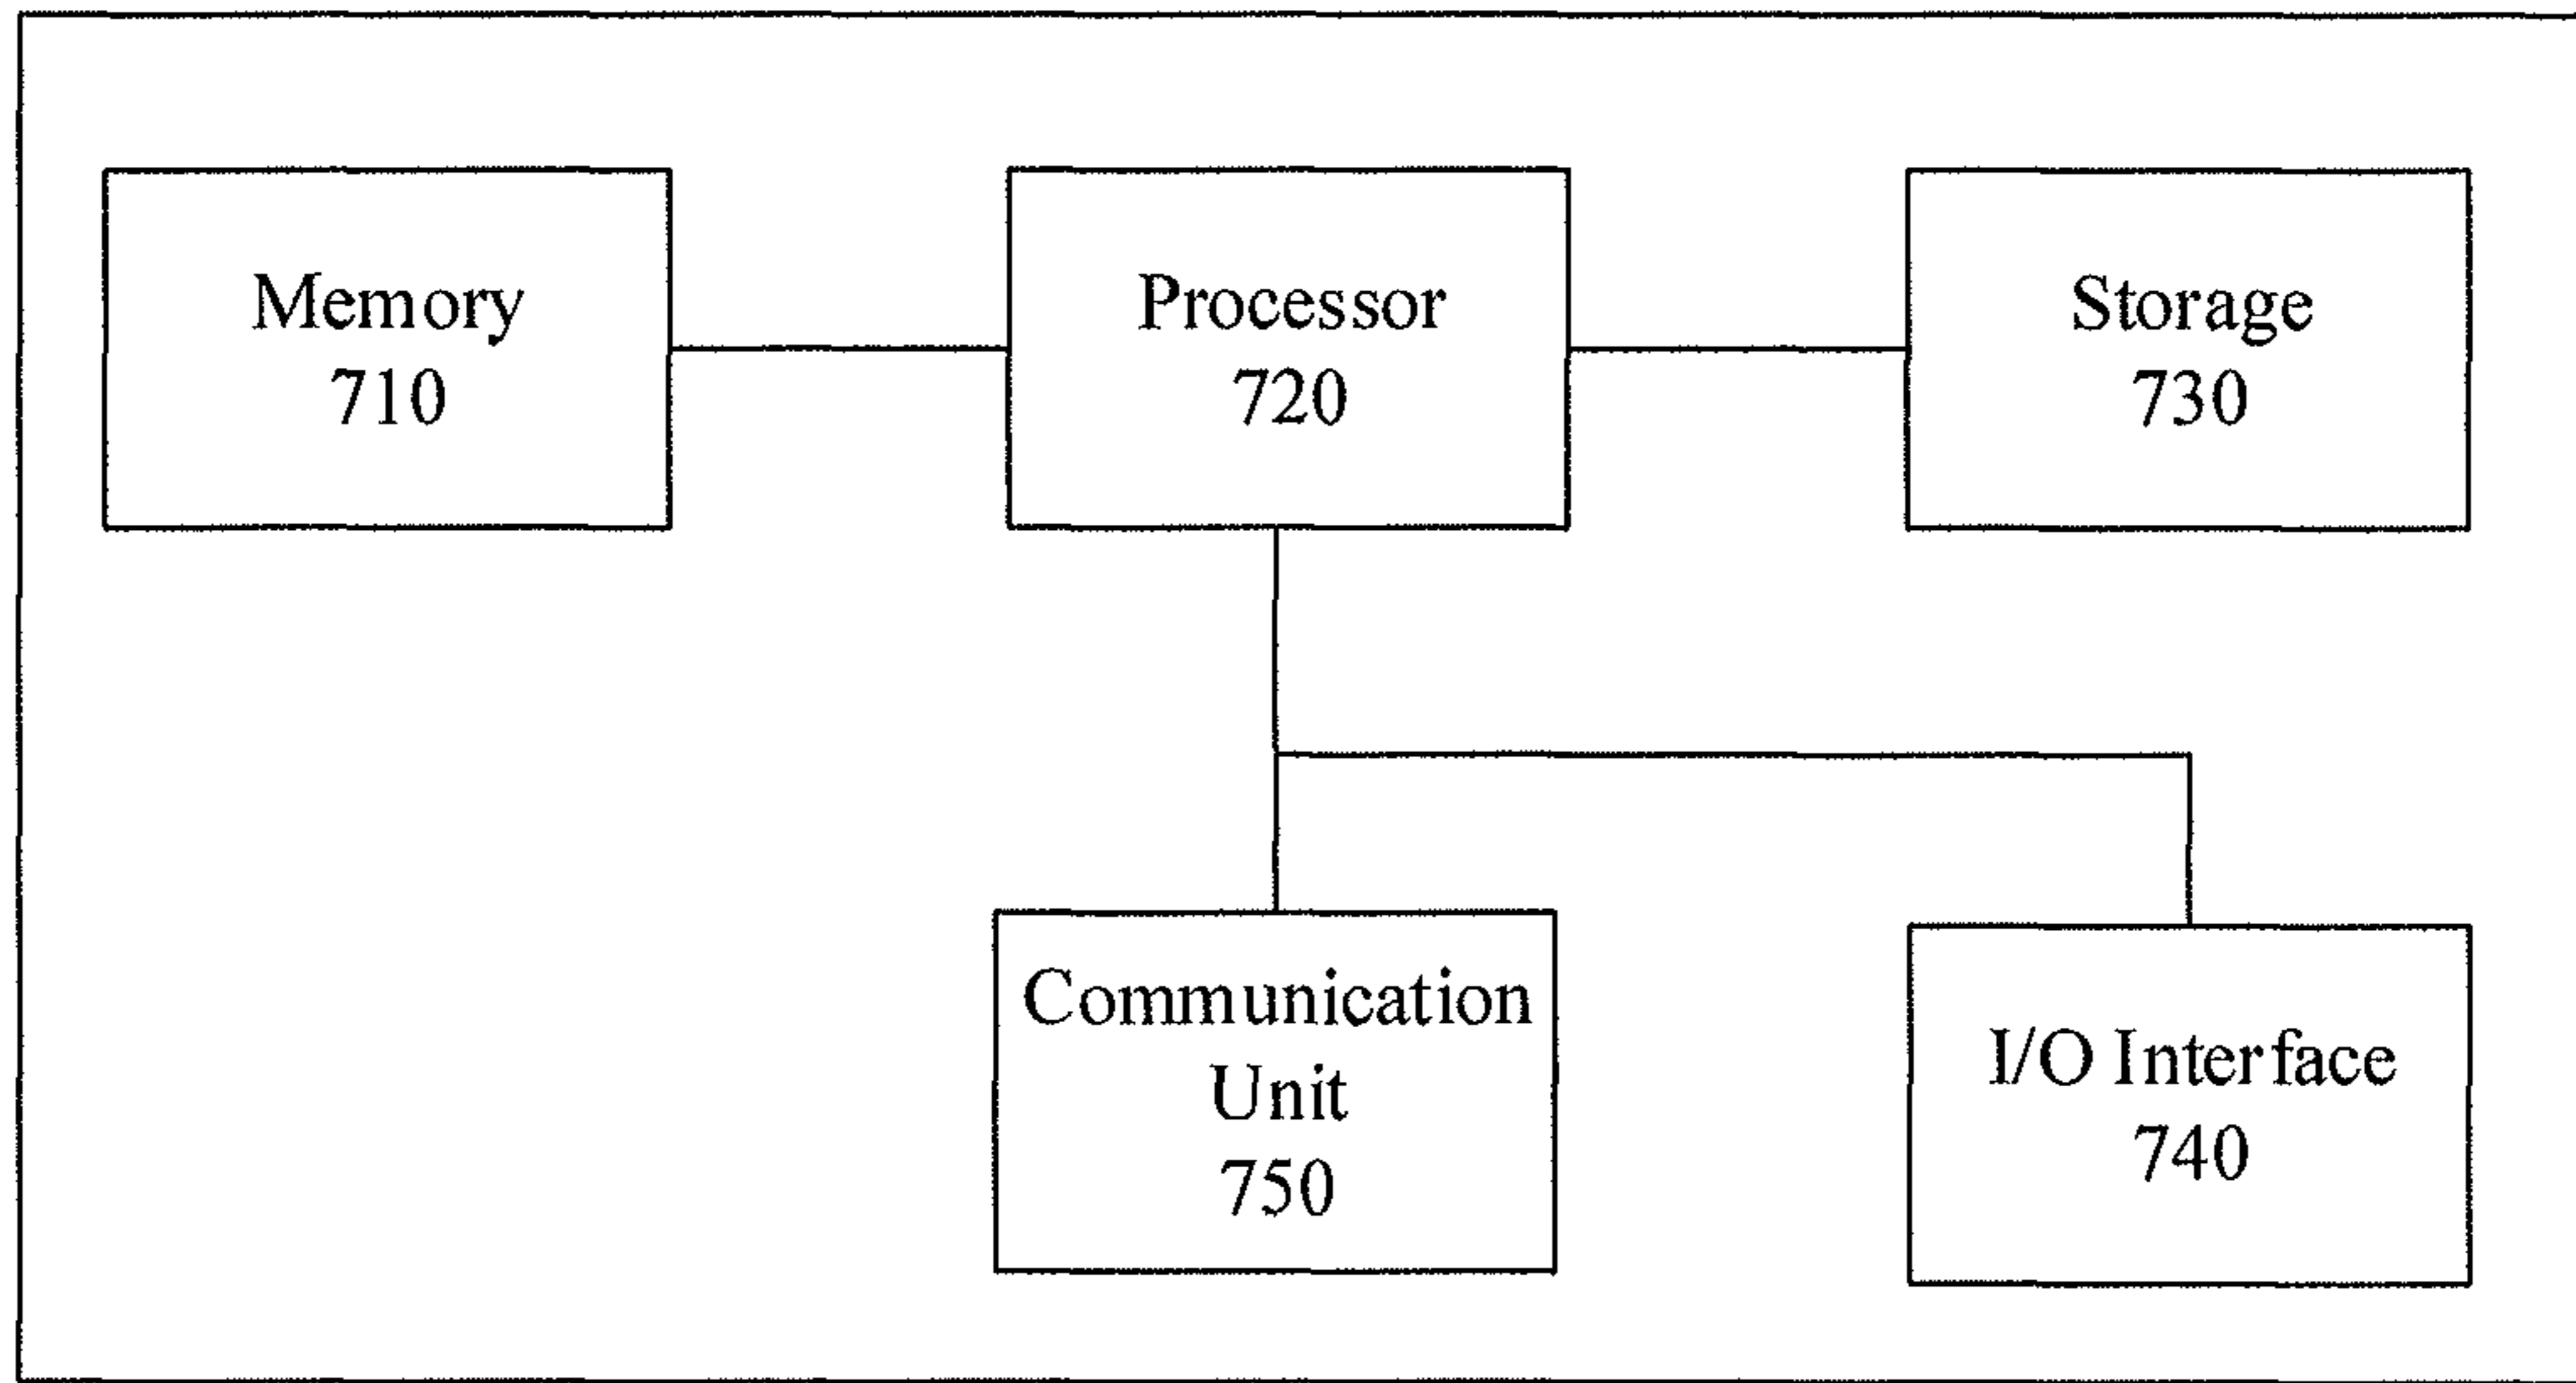 Memory
710
Processor
720
Storage
730
Communication
Unit
750
I/O Interface
740